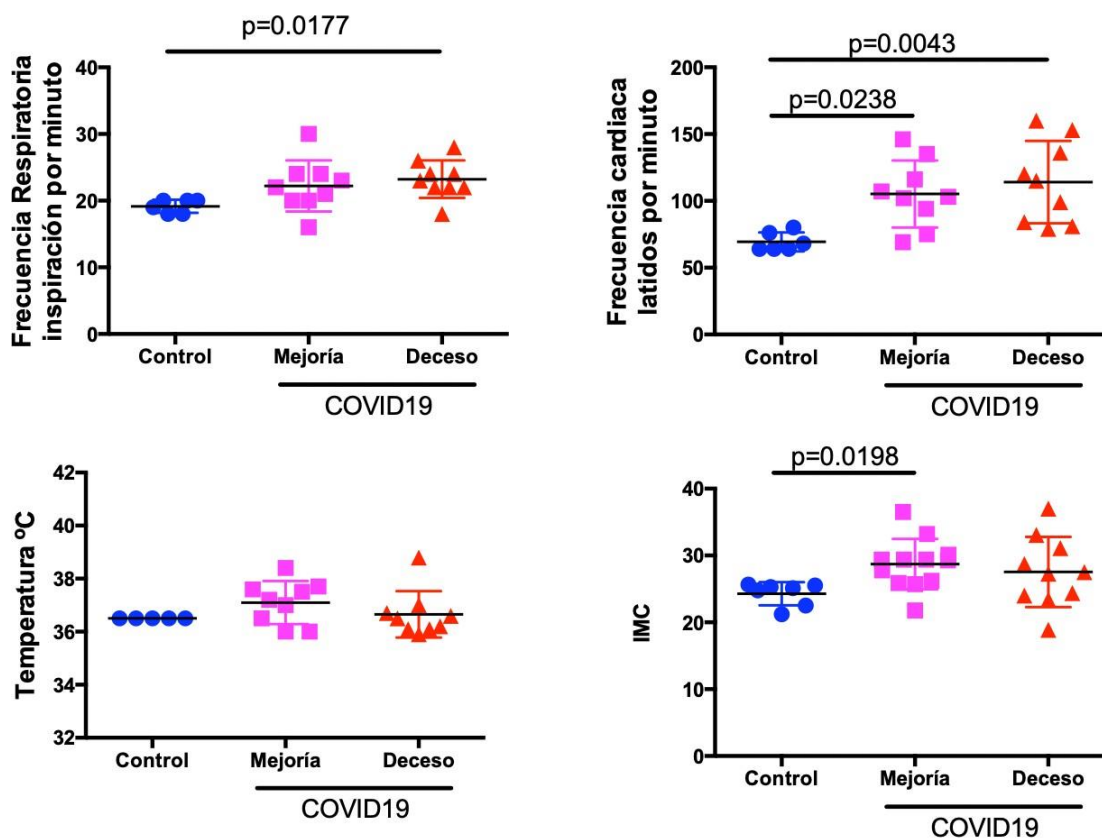 p=0.0177
Frecuencia Respiratoria
inspiración por minuto
40
30
20
10
0
Control
Mejoría
Deceso
COVID19
p=0.0043
p=0.0238
Frecuencia cardiaca
latidos por minuto
200
150
100
50
0
Control
Mejoría
Deceso
COVID19
Temperatura ºC
42
40
38
36
34
32
Control
Mejoría
Deceso
COVID19
p=0.0198
IMC
40
30
20
10
0
Control
Mejoría
Deceso
COVID19